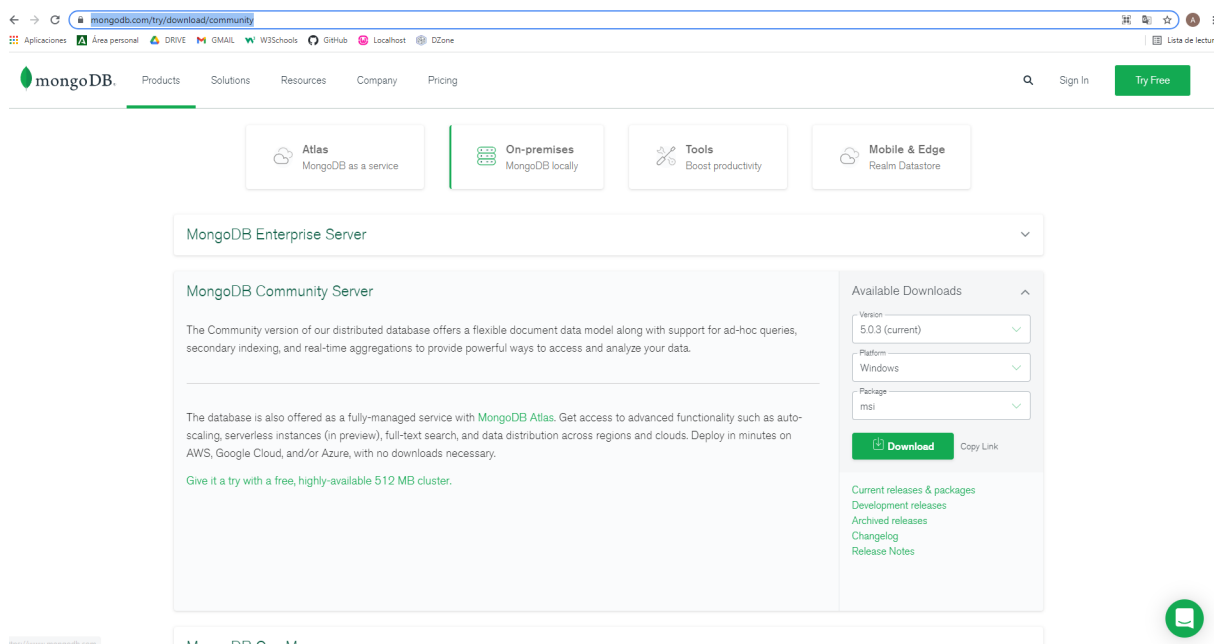 mongodb.com/try/download/community
Aplicaciones Área personal DRIVE GMAIL W3Schools GitHub Localhost DZone Lista de lectur
mongoDB. Products Solutions Resources Company Pricing Sign In Try Free
Atlas
MongoDB as a service
On-premises
MongoDB locally
Tools
Boost productivity
Mobile & Edge
Realm Datastore
MongoDB Enterprise Server
MongoDB Community Server
The Community version of our distributed database offers a flexible document data model along with support for ad-hoc queries,
secondary indexing, and real-time aggregations to provide powerful ways to access and analyze your data.
The database is also offered as a fully-managed service with MongoDB Atlas. Get access to advanced functionality such as auto-
scaling, serverless instances (in preview), full-text search, and data distribution across regions and clouds. Deploy in minutes on
AWS, Google Cloud, and/or Azure, with no downloads necessary.
Give it a try with a free, highly-available 512 MB cluster.
Available Downloads
Version
5.0.3 (current)
Platform
Windows
Package
msi
Download Copy Link
Current releases & packages
Development releases
Archived releases
Changelog
Release Notes